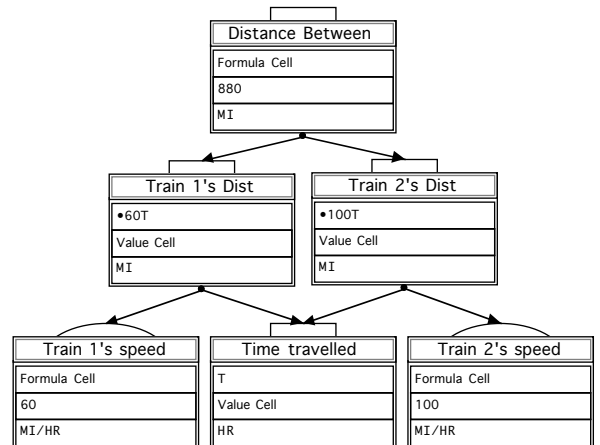 Distance Between
Formula Cell
880
MI
Train 1's Dist
•60T
Value Cell
MI
Train 2's Dist
•100T
Value Cell
MI
Train 1's speed
Formula Cell
60
MI/HR
Time travelled
T
Value Cell
HR
Train 2's speed
Formula Cell
100
MI/HR